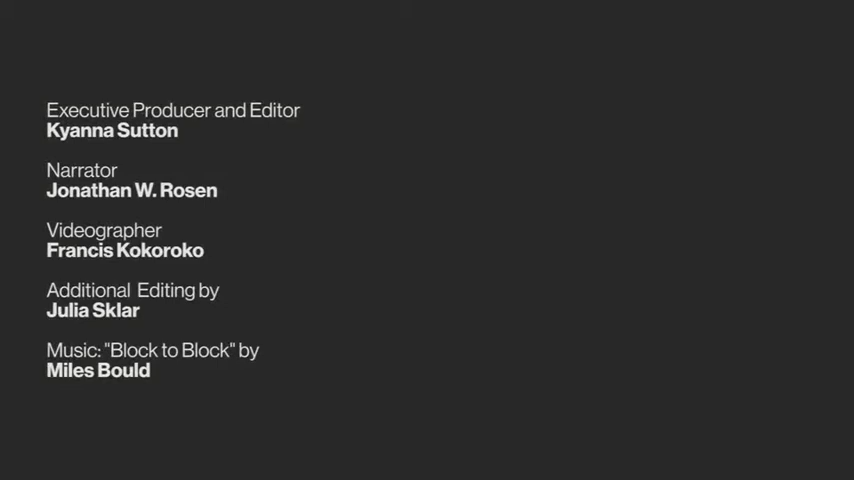 Executive Producer and Editor
Kyanna Sutton
Narrator
Jonathan W. Rosen
Videographer
Francis Kokoroko
Additional Editing by
Julia Sklar
Music: "Block to Block" by
Miles Bould